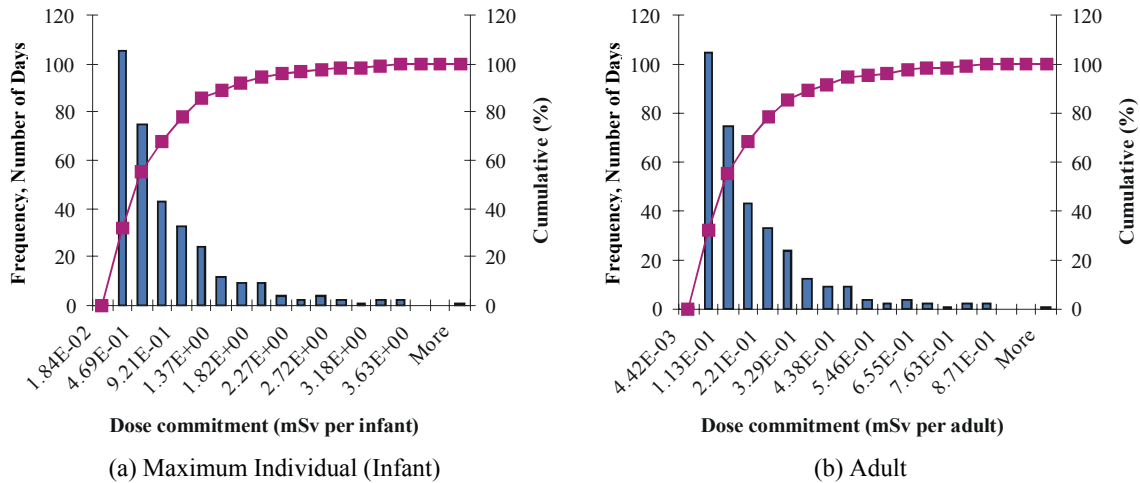 120
100
80
60
40
20
0
Frequency, Number of Days
120
100
80
60
40
20
0
Cumulative (%)
1.84E-02
4.69E-01
9.21E-01
1.37E+00
1.82E+00
2.27E+00
2.72E+00
3.18E+00
3.63E+00
More
Dose commitment (mSv per infant)
(a) Maximum Individual (Infant)
120
100
80
60
40
20
0
Frequency, Number of Days
120
100
80
60
40
20
0
Cumulative (%)
4.42E-03
1.13E-01
2.21E-01
3.29E-01
4.38E-01
5.46E-01
6.55E-01
7.63E-01
8.71E-01
More
Dose commitment (mSv per adult)
(b) Adult